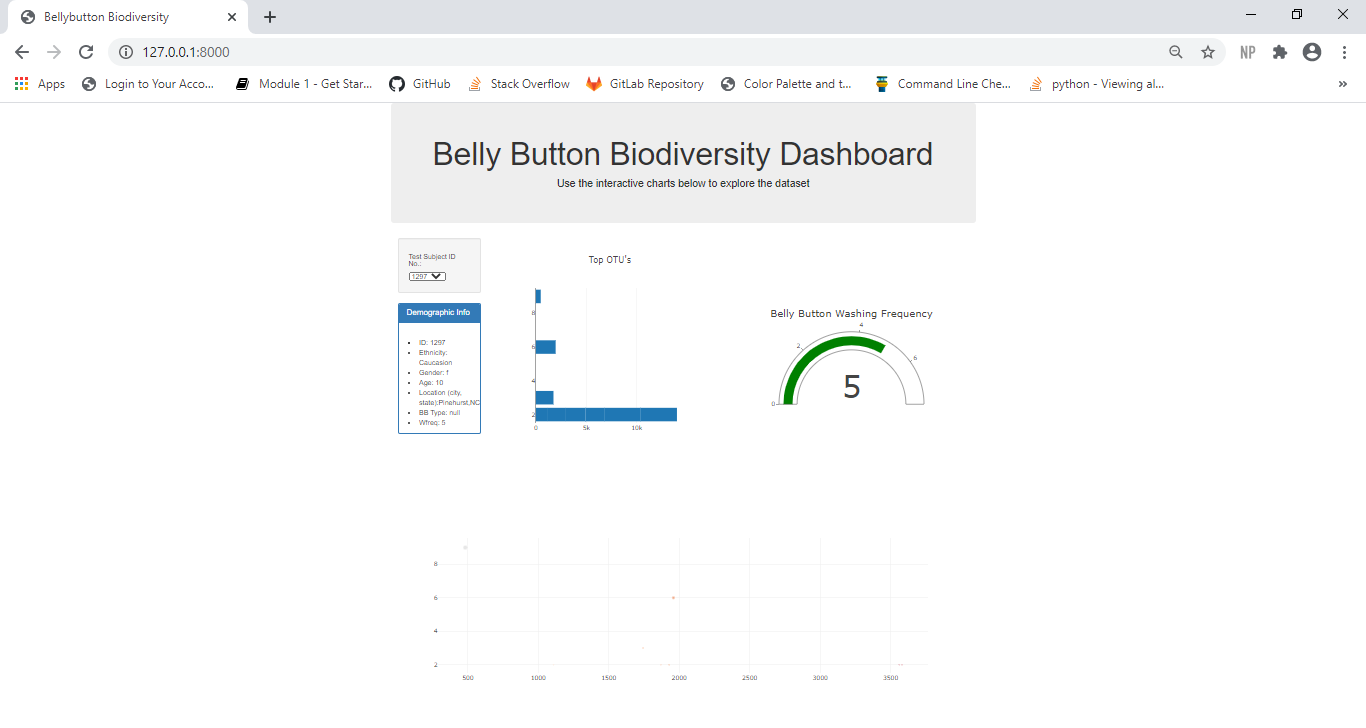 Bellybutton Biodiversity
127.0.0.1:8000
NP
Apps
Login to Your Acco...
Module 1 - Get Star...
GitHub
Stack Overflow
GitLab Repository
Color Palette and t...
Command Line Che...
python - Viewing al...
»
Belly Button Biodiversity Dashboard
Use the interactive charts below to explore the dataset
Test Subject ID
No.:
1297
Demographic Info
ID: 1297
Ethnicity:
Caucasion
Gender: f
Age: 10
Location (city,
state):Pinehurst,NC
BB Type: null
Wfreq: 5
Top OTU's
8
6
4
2
0
5k
10k
Belly Button Washing Frequency
0
2
4
6
5
8
6
4
2
500
1000
1500
2000
2500
3000
3500